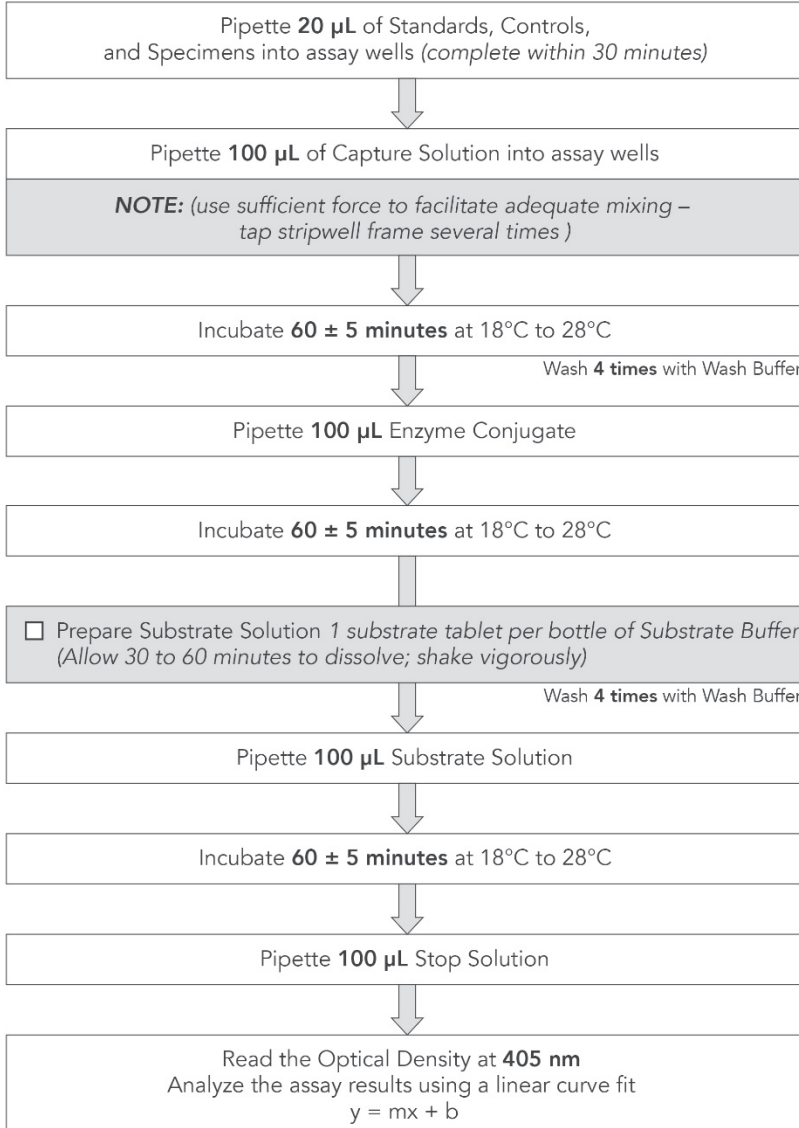 Pipette 20 µL of Standards, Controls,
and Specimens into assay wells (complete within 30 minutes)
Pipette 100 µL of Capture Solution into assay wells
NOTE: (use sufficient force to facilitate adequate mixing –
tap stripwell frame several times )
Incubate 60 ± 5 minutes at 18°C to 28°C
Wash 4 times with Wash Buffer
Pipette 100 µL Enzyme Conjugate
Incubate 60 ± 5 minutes at 18°C to 28°C
Prepare Substrate Solution 1 substrate tablet per bottle of Substrate Buffer
(Allow 30 to 60 minutes to dissolve; shake vigorously)
Wash 4 times with Wash Buffer
Pipette 100 µL Substrate Solution
Incubate 60 ± 5 minutes at 18°C to 28°C
Pipette 100 µL Stop Solution
Read the Optical Density at 405 nm
Analyze the assay results using a linear curve fit
y = mx + b